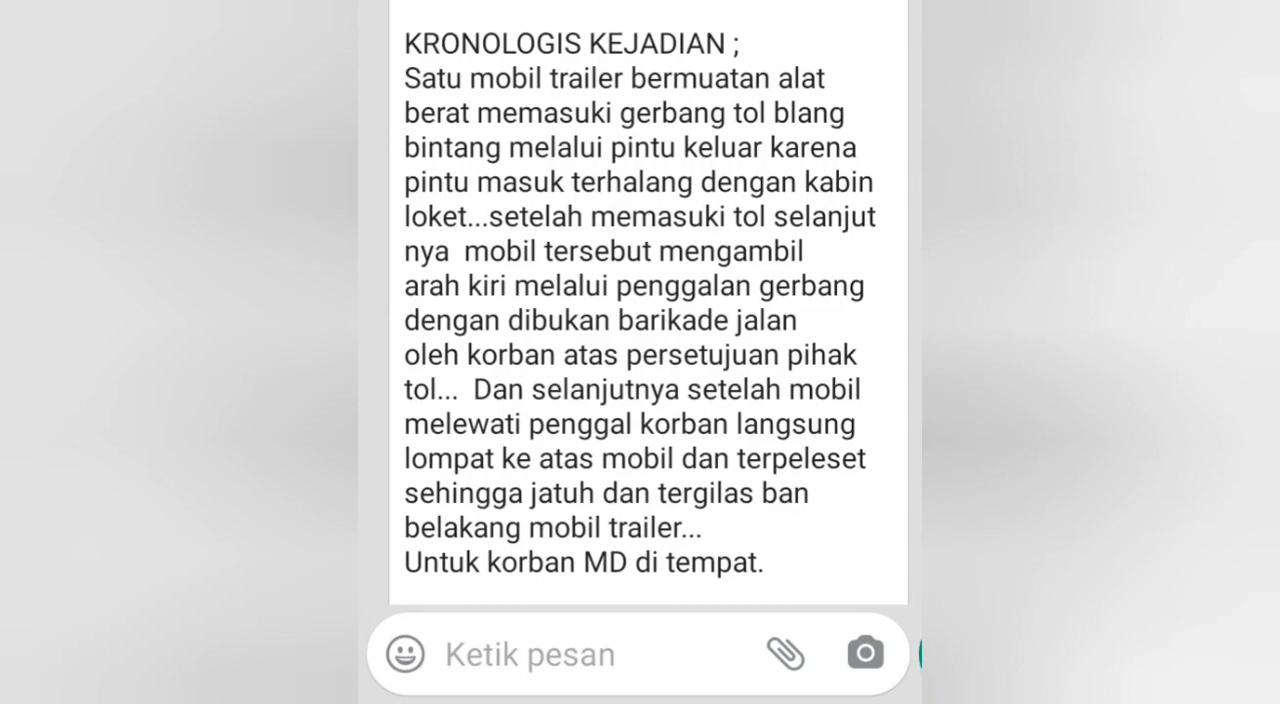 KRONOLOGIS KEJADIAN ;
Satu mobil trailer bermuatan alat
berat memasuki gerbang tol blang
bintang melalui pintu keluar karena
pintu masuk terhalang dengan kabin
loket...setelah memasuki tol selanjut
nya  mobil tersebut mengambil
arah kiri melalui penggalan gerbang
dengan dibukan barikade jalan
oleh korban atas persetujuan pihak
tol...  Dan selanjutnya setelah mobil
melewati penggal korban langsung
lompat ke atas mobil dan terpeleset
sehingga jatuh dan tergilas ban
belakang mobil trailer...
Untuk korban MD di tempat.
Ketik pesan